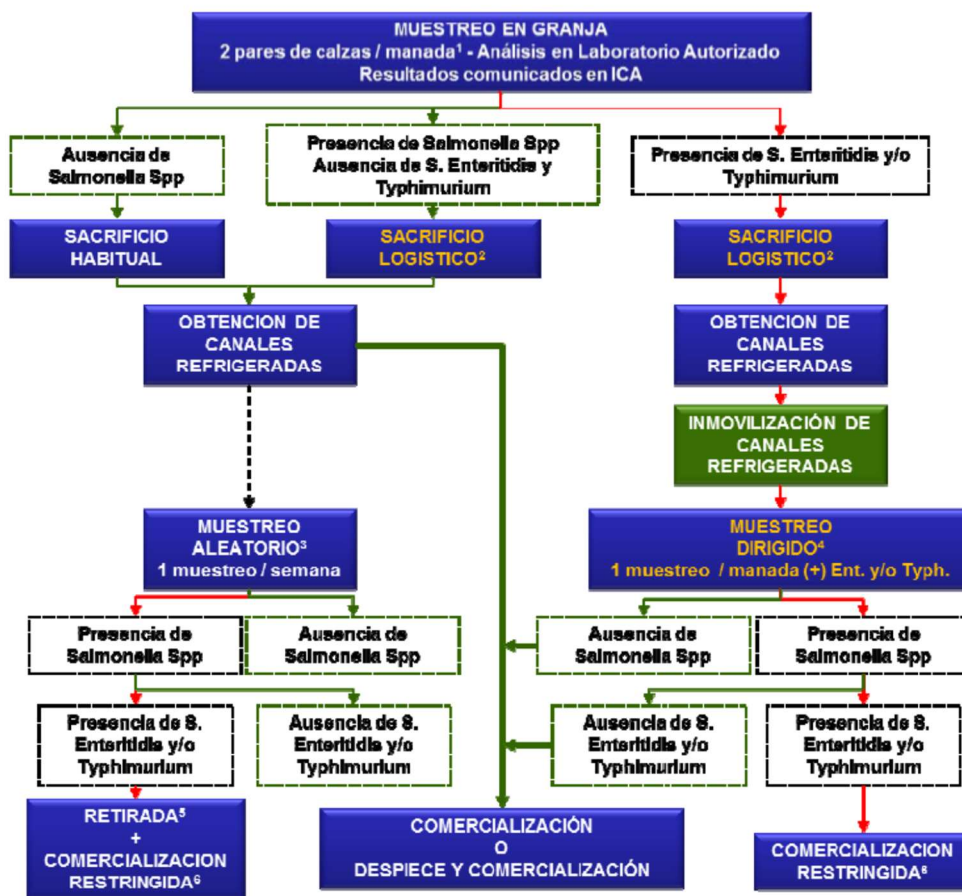 MUESTREO EN GRANJA
2 pares de calzas / manada¹ - Análisis en Laboratorio Autorizado
Resultados comunicados en ICA
Ausencia de
Salmonella Spp
Presencia de Salmonella Spp
Ausencia de S. Enteritidis y
Typhimurium
Presencia de S. Enteritidis y/o
Typhimurium
SACRIFICIO
HABITUAL
SACRIFICIO
LOGISTICO²
SACRIFICIO
LOGISTICO²
OBTENCION DE
CANALES
REFRIGERADAS
OBTENCION DE
CANALES
REFRIGERADAS
INMOVILIZACIÓN DE
CANALES
REFRIGERADAS
MUESTREO
ALEATORIO³
1 muestreo / semana
MUESTREO
DIRIGIDO⁴
1 muestreo / manada (+) Ent. y/o Typh.
Presencia de
Salmonella Spp
Ausencia de
Salmonella Spp
Ausencia de
Salmonella Spp
Presencia de
Salmonella Spp
Presencia de S.
Enteritidis y/o
Typhimurium
Ausencia de S.
Enteritidis y/o
Typhimurium
Ausencia de S.
Enteritidis y/o
Typhimurium
Presencia de S.
Enteritidis y/o
Typhimurium
RETIRADA⁵
+
COMERCIALIZACION
RESTRINGIDA⁶
COMERCIALIZACIÓN
O
DESPIECE Y COMERCIALIZACIÓN
COMERCIALIZACION
RESTRINGIDA⁶